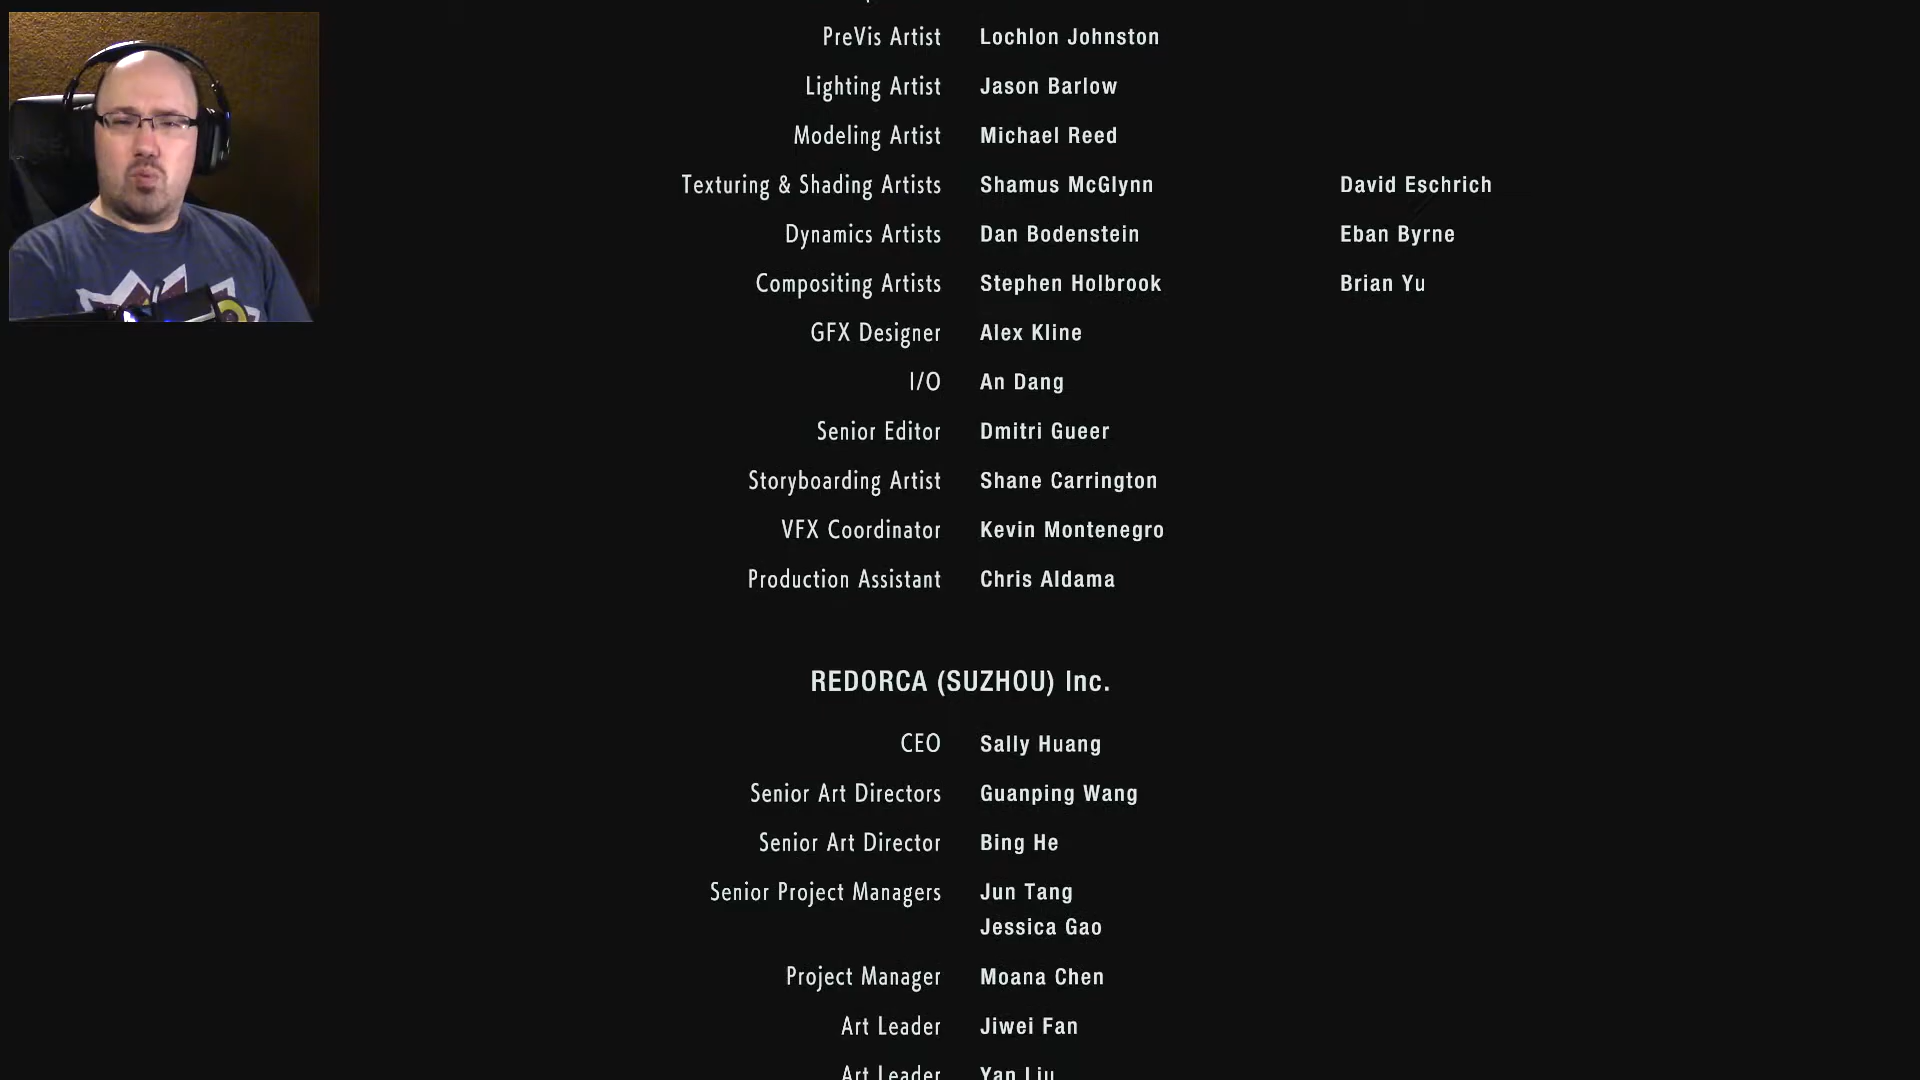 PreVis Artist Lochlon Johnston
Lighting Artist Jason Barlow
Modeling Artist Michael Reed
Texturing & Shading Artists Shamus McGlynn David Eschrich
Dynamics Artists Dan Bodenstein Eban Byrne
Compositing Artists Stephen Holbrook Brian Yu
GFX Designer Alex Kline
I/O An Dang
Senior Editor Dmitri Gueer
Storyboarding Artist Shane Carrington
VFX Coordinator Kevin Montenegro
Production Assistant Chris Aldama
REDORCA (SUZHOU) Inc.
CEO Sally Huang
Senior Art Directors Guanping Wang
Senior Art Director Bing He
Senior Project Managers Jun Tang
Jessica Gao
Project Manager Moana Chen
Art Leader Jiwei Fan
Art Leader Yan Liu